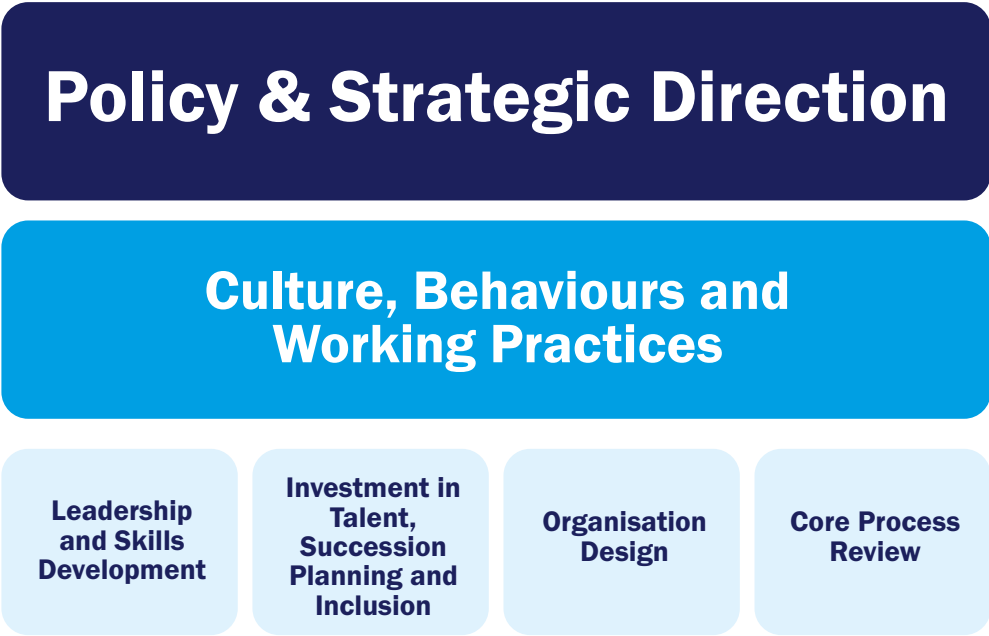 Policy & Strategic Direction
Culture, Behaviours and
Working Practices
Leadership
and Skills
Development
Investment in
Talent,
Succession
Planning and
Inclusion
Organisation
Design
Core Process
Review